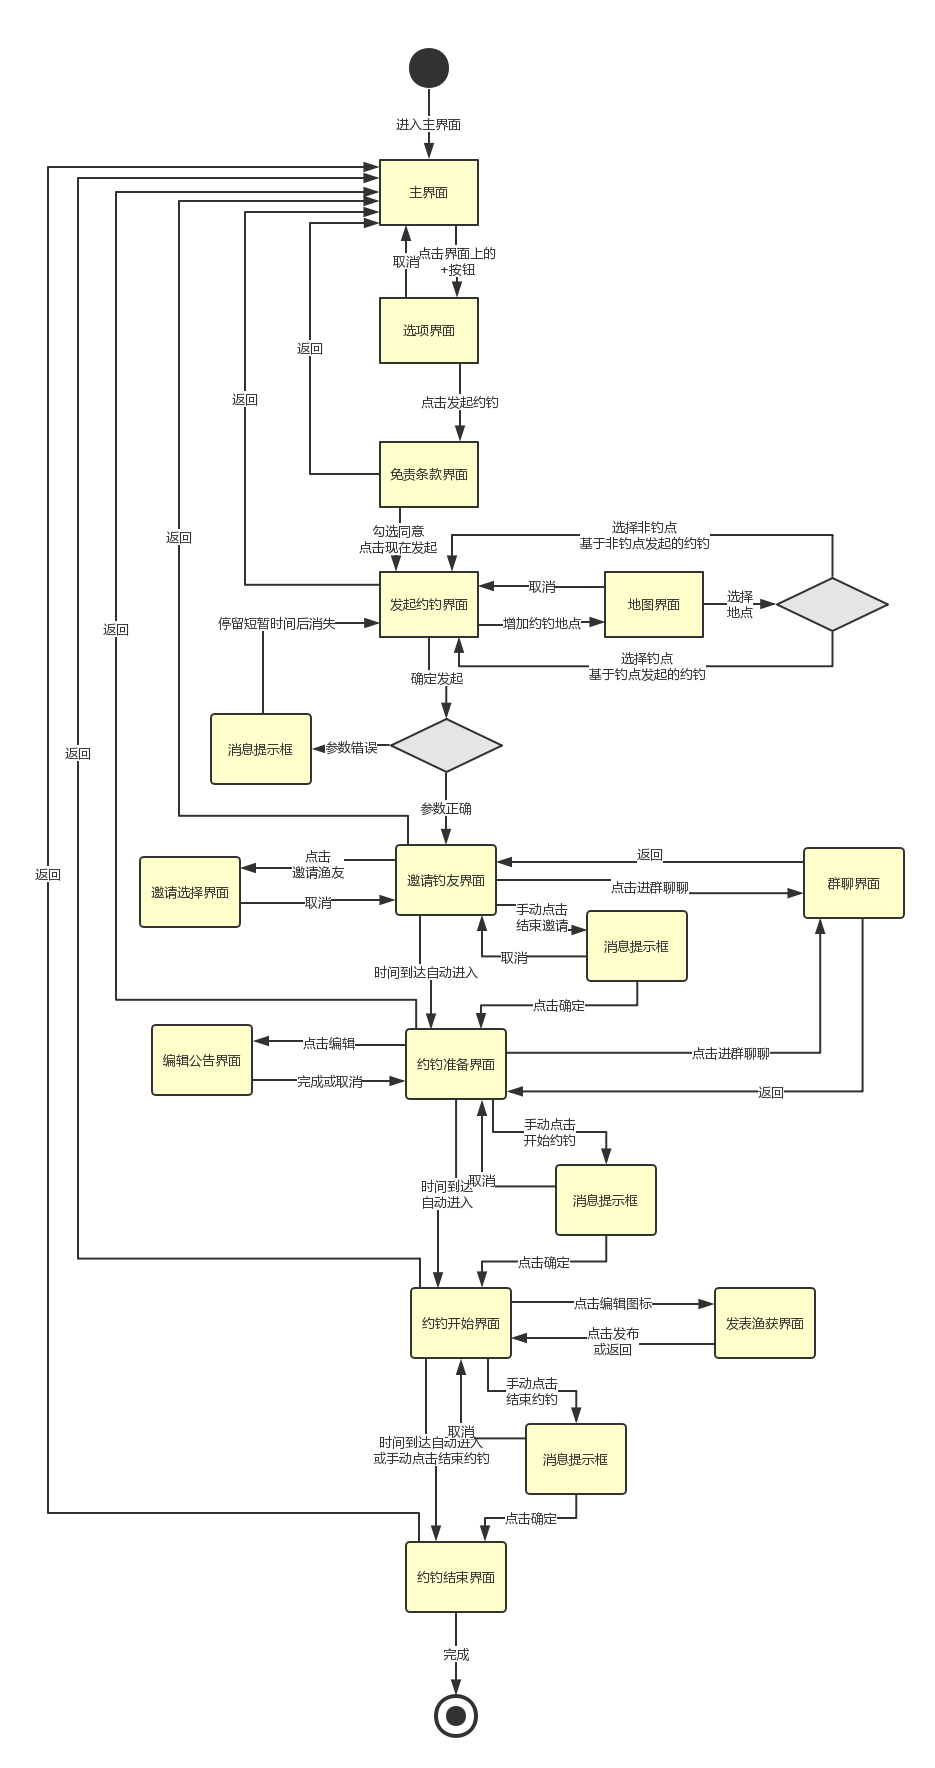 进入主界面
主界面
取消
点击界面上的
+按钮
选项界面
返回
返回
点击发起约钓
免责条款界面
勾选同意
点击现在发起
选择非钓点
基于非钓点发起的约钓
返回
发起约钓界面
取消
增加约钓地点
地图界面
选择
地点
停留短暂时间后消失
返回
选择钓点
基于钓点发起的约钓
确定发起
消息提示框
参数错误
返回
参数正确
返回
点击
邀请渔友
邀请选择界面
取消
邀请钓友界面
返回
点击进群聊聊
群聊界面
手动点击
结束邀请
消息提示框
取消
时间到达自动进入
点击确定
编辑公告界面
点击编辑
完成或取消
约钓准备界面
点击进群聊聊
返回
手动点击
开始约钓
时间到达
自动进入
取消
消息提示框
点击确定
约钓开始界面
点击编辑图标
点击发布
或返回
发表渔获界面
手动点击
结束约钓
取消
时间到达自动进入
或手动点击结束约钓
消息提示框
点击确定
约钓结束界面
完成